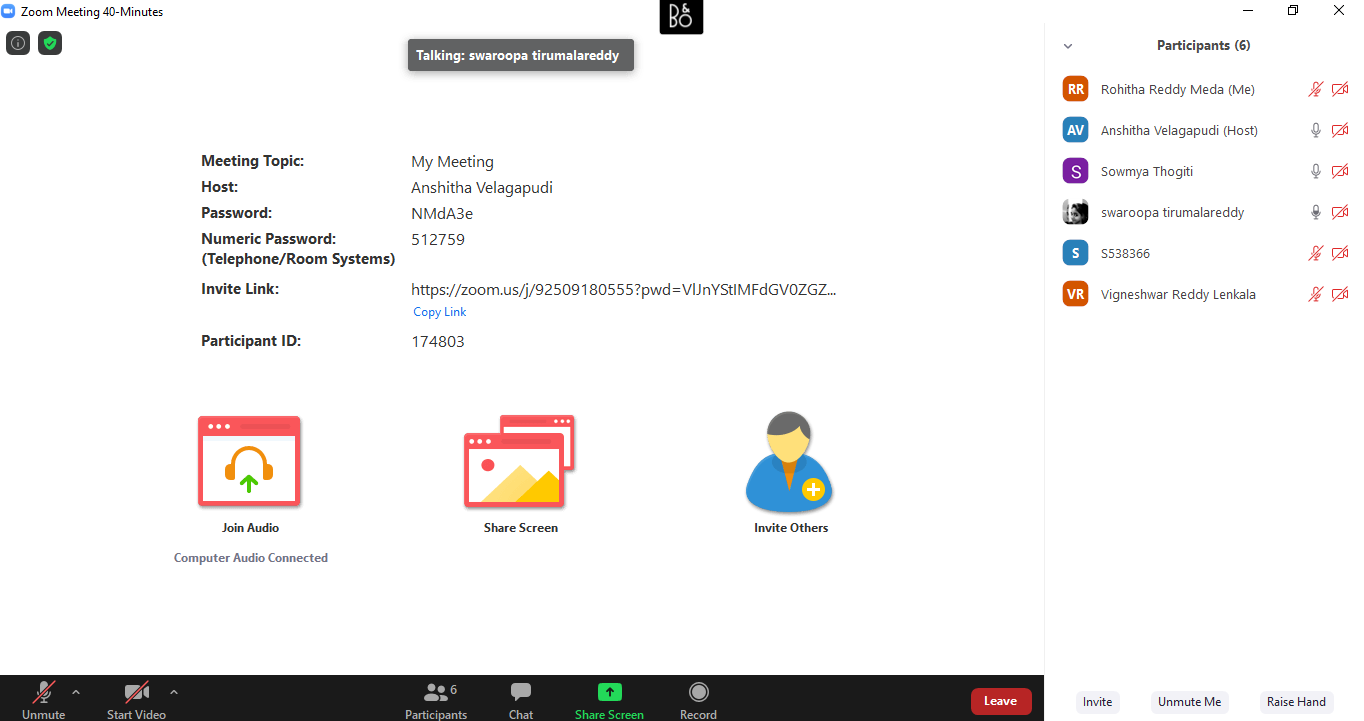 Zoom Meeting 40-Minutes
B&O
Talking: swaroopa tirumalareddy
Meeting Topic: My Meeting
Host: Anshitha Velagapudi
Password: NMdA3e
Numeric Password: 512759
(Telephone/Room Systems)
Invite Link: https://zoom.us/j/92509180555?pwd=VlJnYStIMFdGV0ZGZ...
Copy Link
Participant ID: 174803
Join Audio
Computer Audio Connected
Share Screen
Invite Others
Participants (6)
RR Rohitha Reddy Meda (Me)
AV Anshitha Velagapudi (Host)
S Sowmya Thogiti
swaroopa tirumalareddy
S S538366
VR Vigneshwar Reddy Lenkala
Unmute
Start Video
6
Participants
Chat
Share Screen
Record
Leave
Invite
Unmute Me
Raise Hand